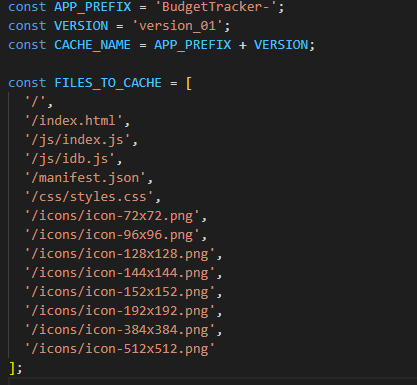 const APP_PREFIX = 'BudgetTracker-';
const VERSION = 'version_01';
const CACHE_NAME = APP_PREFIX + VERSION;
const FILES_TO_CACHE = [
'/',
'/index.html',
'/js/index.js',
'/js/idb.js',
'/manifest.json',
'/css/styles.css',
'/icons/icon-72x72.png',
'/icons/icon-96x96.png',
'/icons/icon-128x128.png',
'/icons/icon-144x144.png',
'/icons/icon-152x152.png',
'/icons/icon-192x192.png',
'/icons/icon-384x384.png',
'/icons/icon-512x512.png'
];